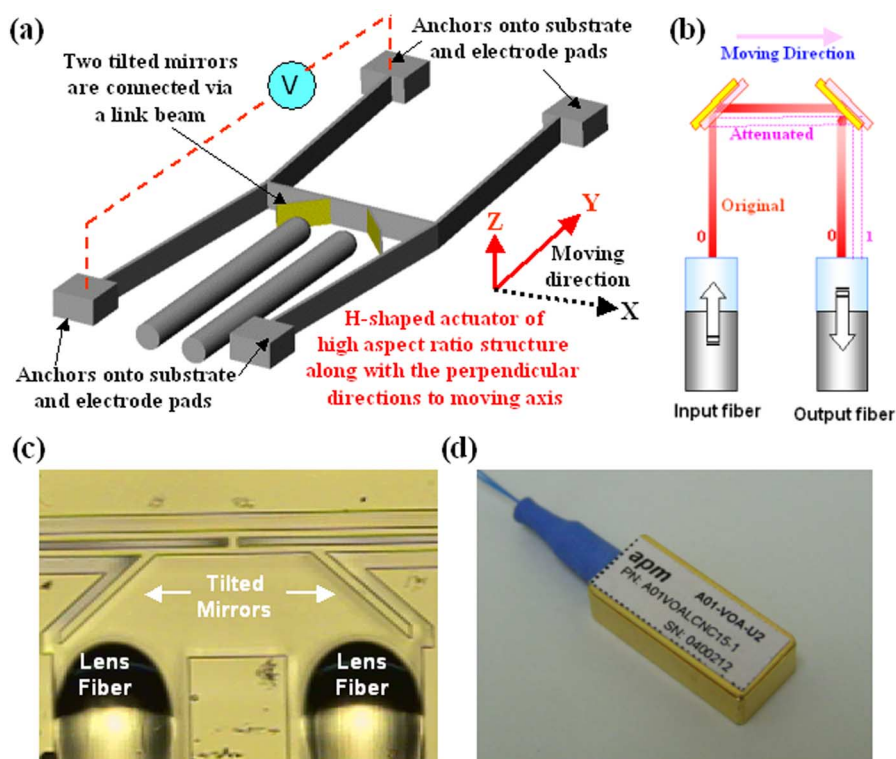 (a)
Anchors onto substrate
and electrode pads
Two tilted mirrors
are connected via
a link beam
V
Z
Y
X
Moving
direction
H-shaped actuator of
high aspect ratio structure
along with the perpendicular
directions to moving axis
Anchors onto substrate
and electrode pads
(b)
Moving Direction
Attenuated
Original
0
0
1
Input fiber
Output fiber
(c)
Tilted
Mirrors
Lens
Fiber
Lens
Fiber
(d)
apm
A01-VOA-U2
PN: A01VOALCNC15-1
SN: 0400212